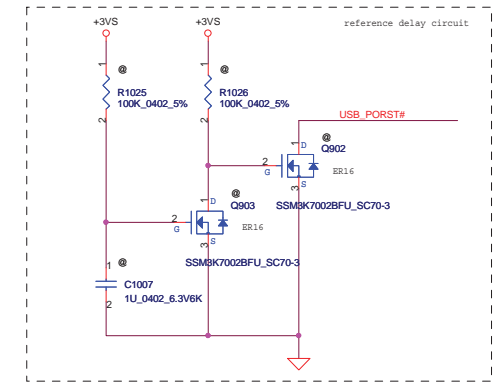 +3VS
+3VS
reference delay circuit
1
@
R1025
100K_0402_5%
2
1
@
R1026
100K_0402_5%
2
USB_PORST#
1
D
@
Q902
2
G
ER16
S
3
SSM3K7002BFU_SC70-3
1
D
@
Q903
2
G
ER16
S
3
SSM3K7002BFU_SC70-3
1
@
C1007
1U_0402_6.3V6K
2